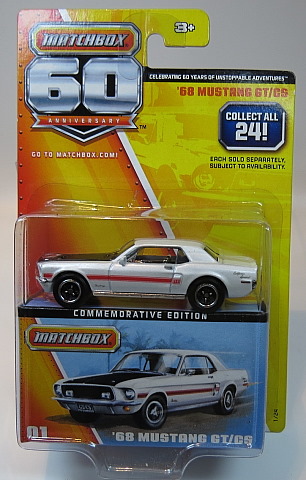 MATCHBOX
60
ANNIVERSARY
TM
GO TO MATCHBOX.COM!
3+
CELEBRATING 60 YEARS OF UNSTOPPABLE ADVENTURES
'68 MUSTANG GT/CS
COLLECT ALL
24!
EACH SOLD SEPARATELY,
SUBJECT TO AVAILABILITY.
COMMEMORATIVE EDITION
MATCHBOX
01
'68 MUSTANG GT/CS
1/24